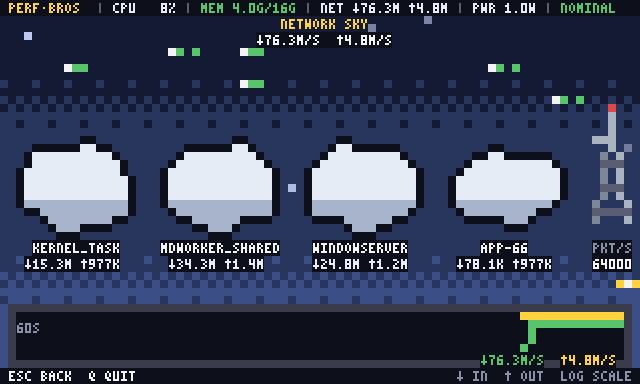 PERF·BROS | CPU 8% | MEM 4.0G/16G | NET ↓76.3M ↑4.8M | PWR 1.0W | NOMINAL
NETWORK SKY
↓76.3M/S ↑4.8M/S
KERNEL_TASK MDWORKER_SHARED WINDOWSERVER APP-66 PKT/S
↓15.3M ↑977K ↓34.3M ↑1.4M ↓24.8M ↑1.2M ↓78.1K ↑977K 64000
60S
↓76.3M/S ↑4.8M/S
ESC BACK Q QUIT ↓ IN ↑ OUT LOG SCALE